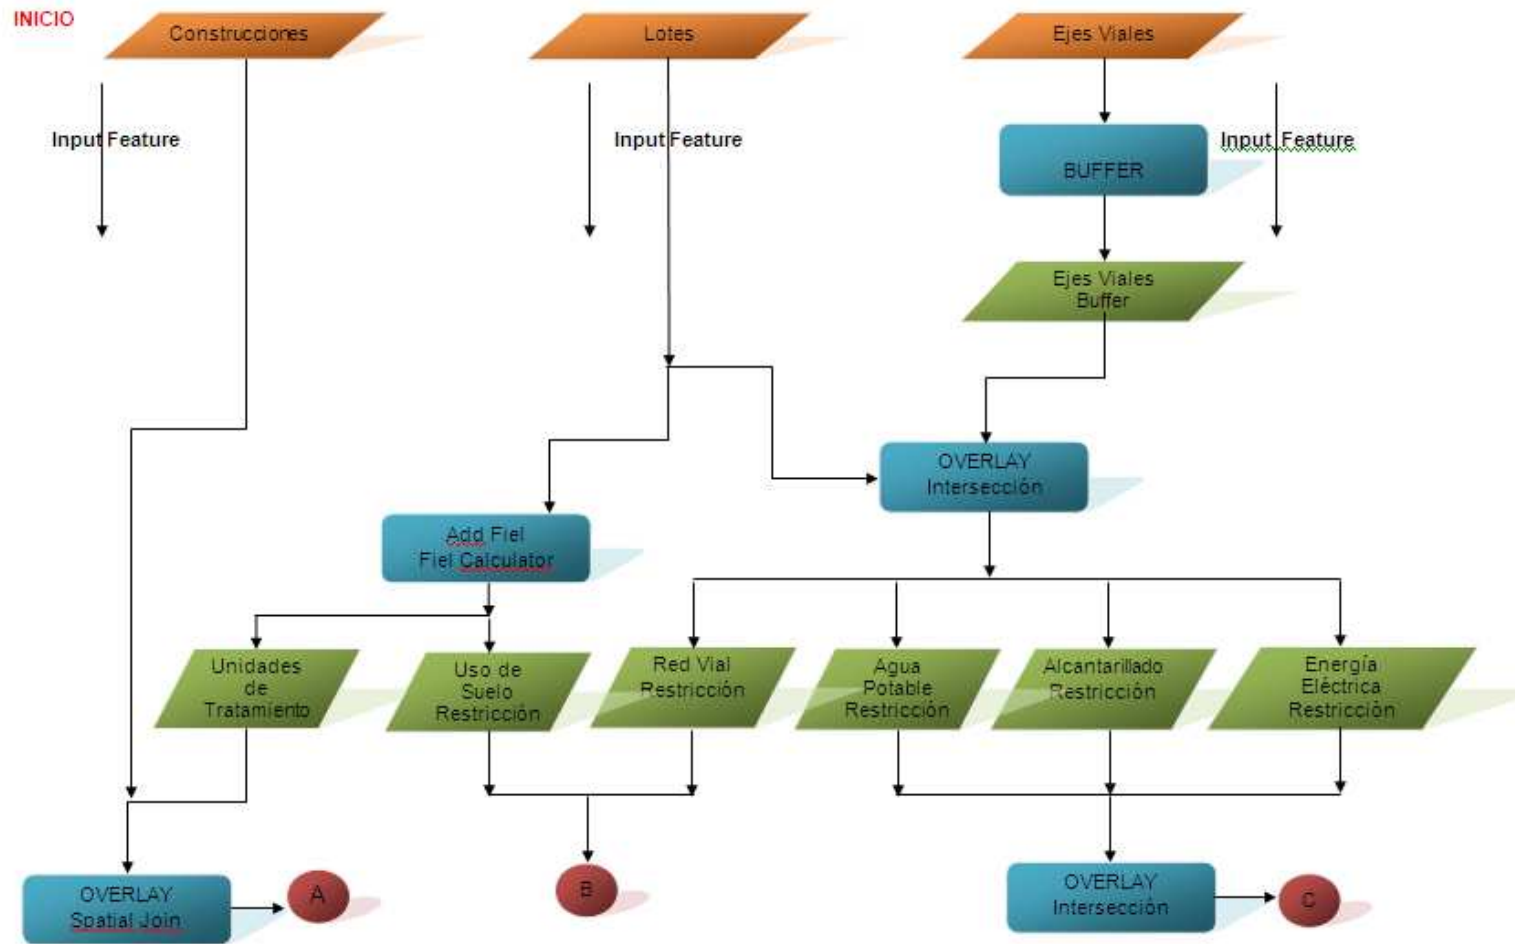 INICIO
Construcciones
Lotes
Ejes Viales
Input Feature
Input Feature
BUFFER
Input Feature
Ejes Viales
Buffer
OVERLAY
Intersección
Add Fiel
Fiel Calculator
Unidades
de
Tratamiento
Uso de
Suelo
Restricción
Red Vial
Restricción
Agua
Potable
Restricción
Alcantarillado
Restricción
Energía
Eléctrica
Restricción
OVERLAY
Spatial Join
A
B
OVERLAY
Intersección
C